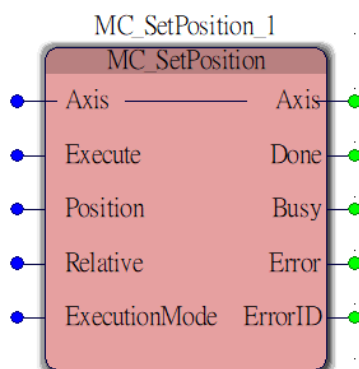 MC_SetPosition_1
MC_SetPosition
Axis Axis
Execute Done
Position Busy
Relative Error
ExecutionMode ErrorID